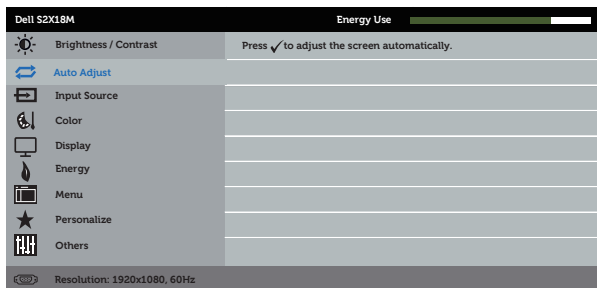 Dell S2X18M Energy Use
Brightness / Contrast Press ✓ to adjust the screen automatically.
Auto Adjust
Input Source
Color
Display
Energy
Menu
Personalize
Others
Resolution: 1920x1080, 60Hz